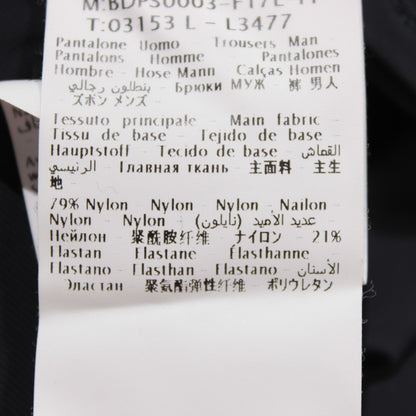 M:BDPS0003-F17E
T:03153 L - L3477
Pantalone Uomo - Trousers Man -
Pantalons Homme - Pantalones
Hombre - Hose Mann - Calças Homen
- بنطلون رجالي - Брюки МУЖ - 裤 男人
- ズボン メンズ -
Tessuto principale - Main fabric
Tissu de base - Tejido de base -
Hauptstoff - Tecido de base - القماش
الرئيسي - Главная ткань - 主面料 - 主生
地 -
79% Nylon - Nylon - Nylon - Nailon -
Nylon - Nylon - عديد الاميد (نايلون) -
Нейлон - 聚酰胺纤维 - ナイロン - 21%
Elastan - Elastane - Élasthanne -
Elastano - Elasthan - Elastano - الأستان
- Эластан - 聚氨酯弹性纤维 - ポリウレタン